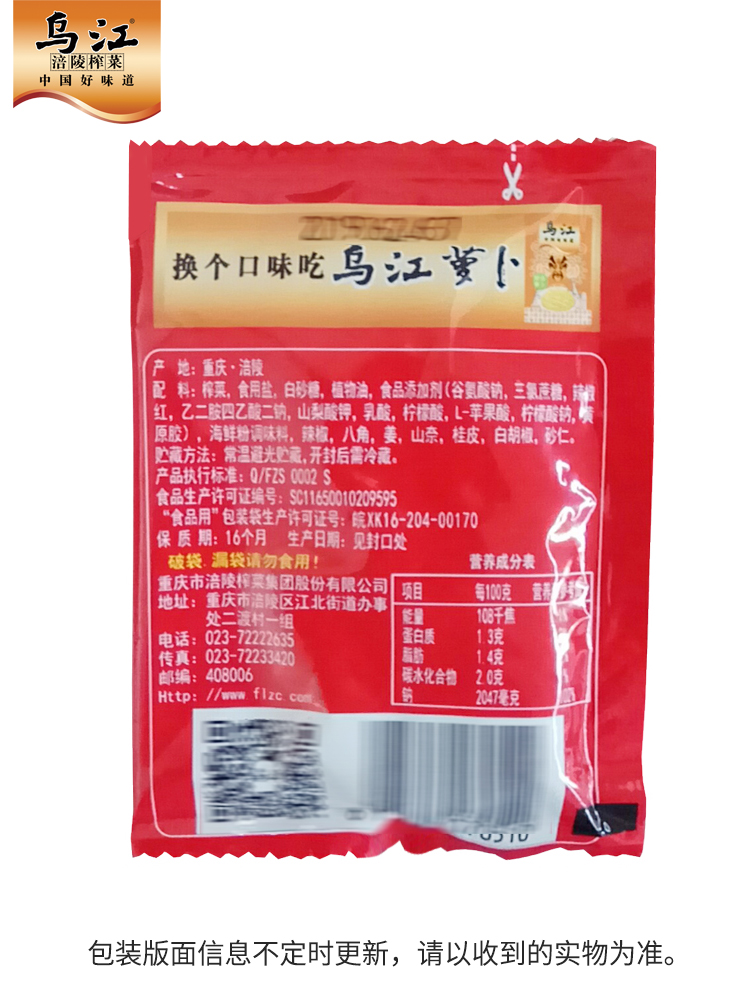 乌江®
涪陵榨菜
中国好味道
换个口味吃乌江萝卜
乌江
产 地：重庆·涪陵
配 料：榨菜，食用盐，白砂糖，植物油，食品添加剂（谷氨酸钠，三氯蔗糖，辣椒
红，乙二胺四乙酸二钠，山梨酸钾，乳酸，柠檬酸，L-苹果酸，柠檬酸钠，黄
原胶），海鲜粉调味料，辣椒，八角，姜，山奈，桂皮，白胡椒，砂仁。
贮藏方法：常温避光贮藏，开封后需冷藏。
产品执行标准：Q/FZS 0002 S
食品生产许可证编号：SC11650010209595
“食品用”包装袋生产许可证号：皖XK16-204-00170
保 质 期：16个月 生产日期：见封口处
破袋、漏袋请勿食用！
重庆市涪陵榨菜集团股份有限公司
地址：重庆市涪陵区江北街道办事
处二渡村一组
电话：023-72222635
传真：023-72233420
邮编：408006
Http：//www flzc com
营养成分表
项目 每100克 营养
能量 108千焦
蛋白质 1.3克
脂肪 1.4克
碳水化合物 2.0克
钠 2047毫克
包装版面信息不定时更新，请以收到的实物为准。